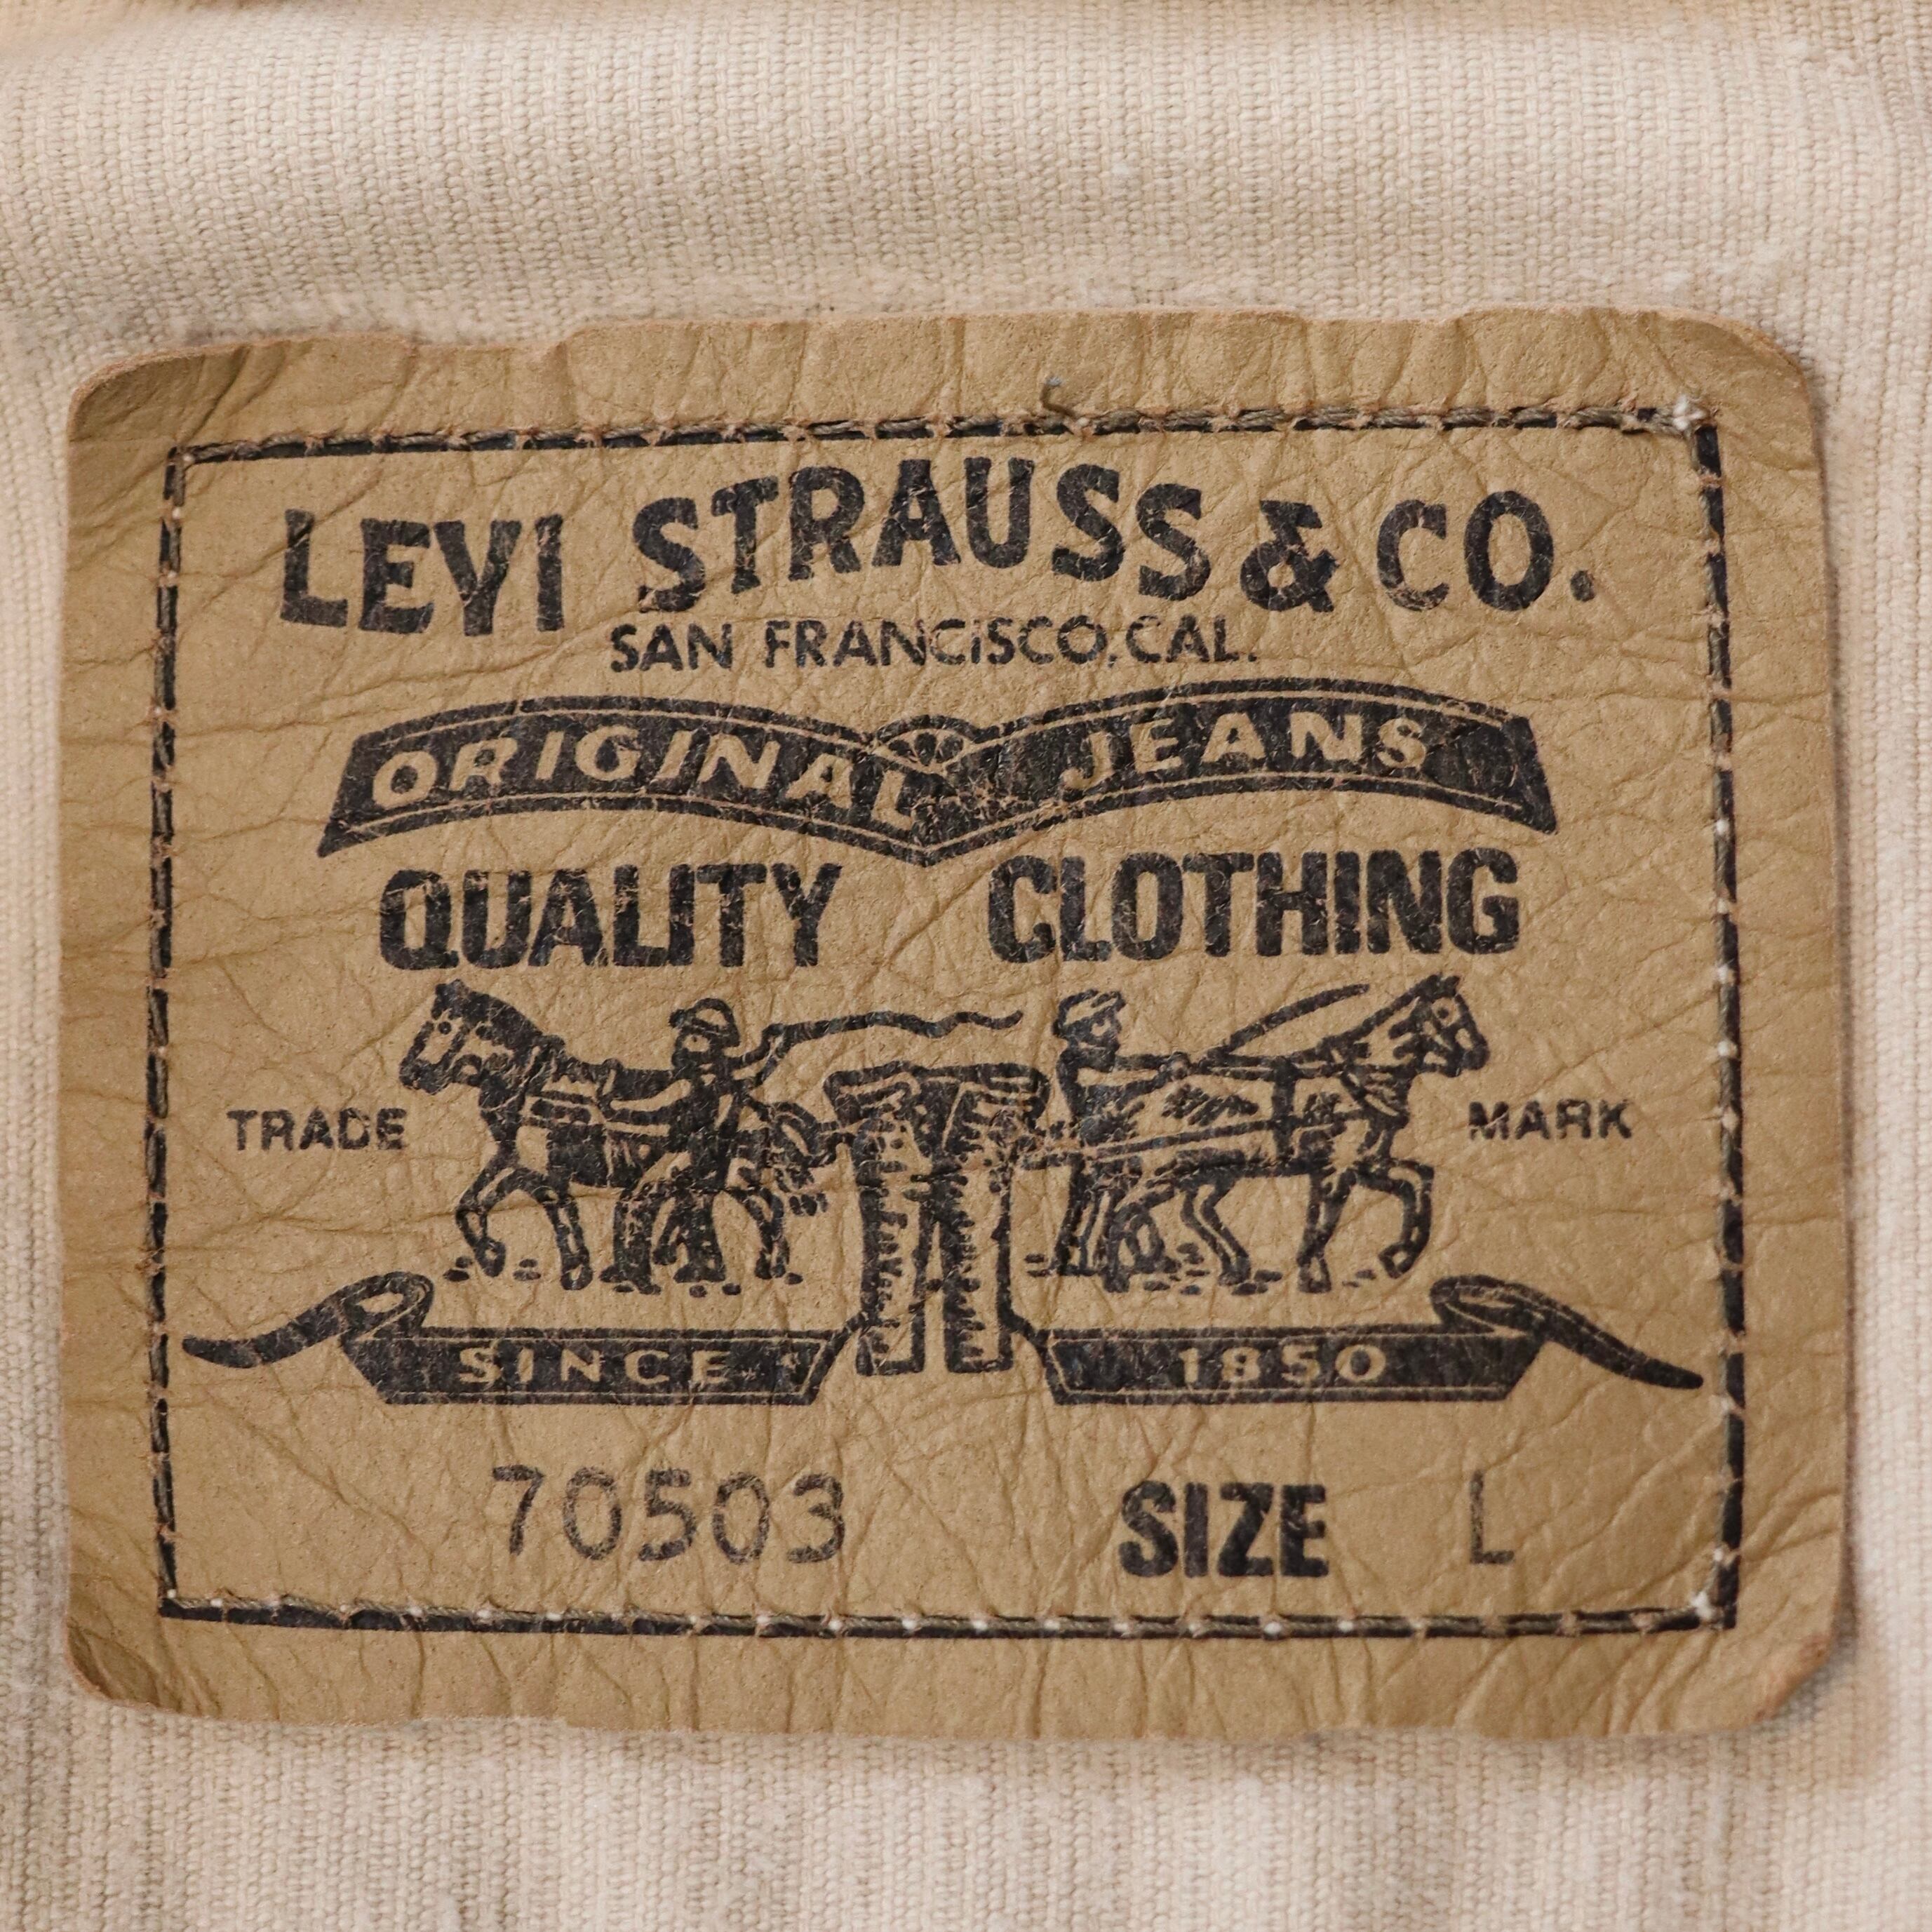 LEVI STRAUSS & CO.
SAN FRANCISCO, CAL.
ORIGINAL JEANS
QUALITY CLOTHING
TRADE MARK
SINCE 1850
70503 SIZE L